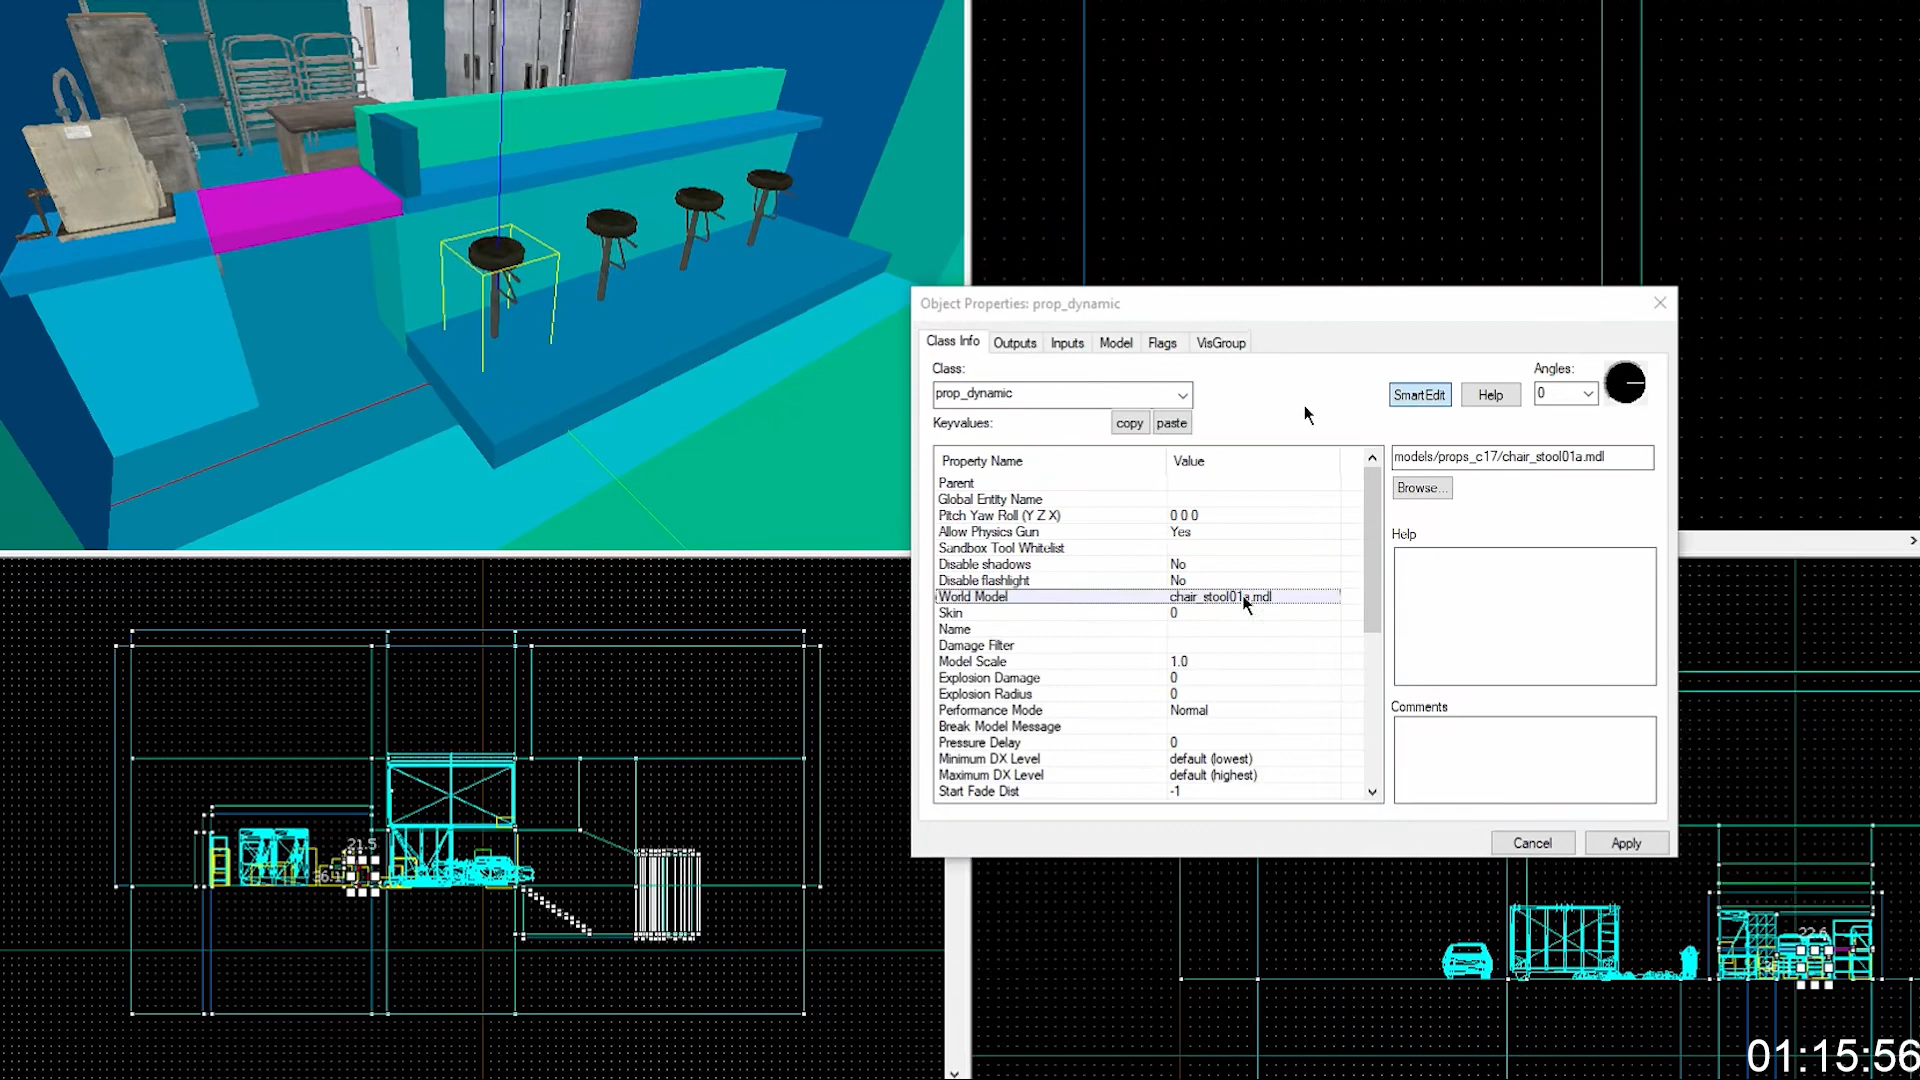 Object Properties: prop_dynamic
Class Info Outputs Inputs Model Flags VisGroup
Class:
prop_dynamic
Keyvalues: copy paste
SmartEdit Help
Angles:
0
Property Name Value
Parent
Global Entity Name
Pitch Yaw Roll (Y Z X) 0 0 0
Allow Physics Gun Yes
Sandbox Tool Whitelist
Disable shadows No
Disable flashlight No
World Model chair_stool01a.mdl
Skin 0
Name
Damage Filter
Model Scale 1.0
Explosion Damage 0
Explosion Radius 0
Performance Mode Normal
Break Model Message
Pressure Delay 0
Minimum DX Level default (lowest)
Maximum DX Level default (highest)
Start Fade Dist -1
models/props_c17/chair_stool01a.mdl
Browse...
Help
Comments
Cancel Apply
21.5
22.6
01:15:56